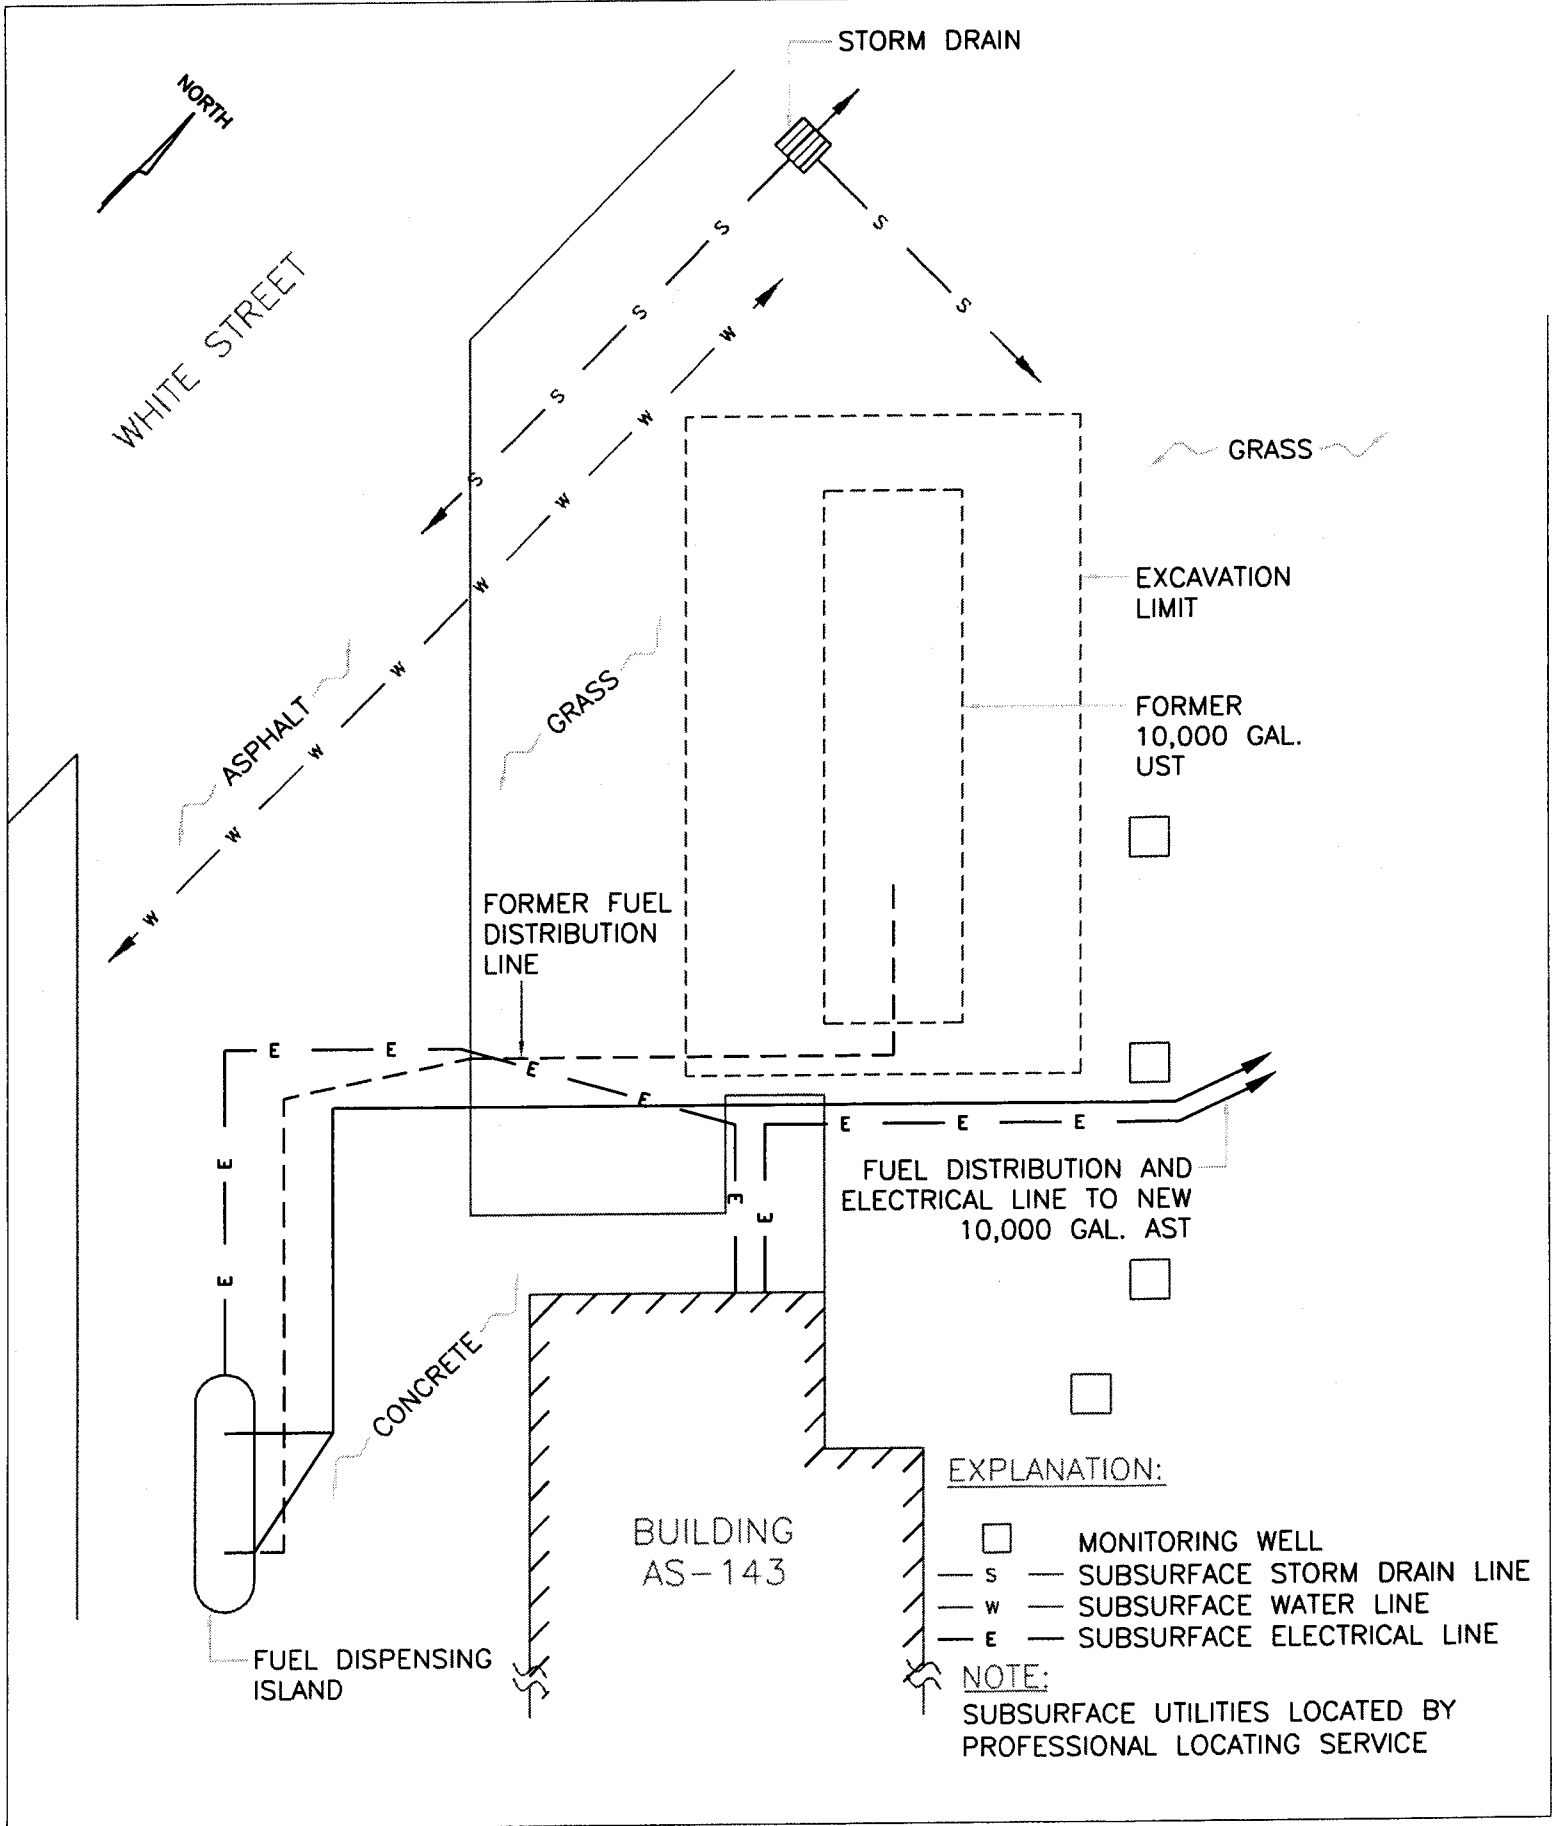 STORM DRAIN
NORTH
WHITE STREET
S
S
S
S
S
S
W
W
W
W
W
W
W
W
W
GRASS
EXCAVATION
LIMIT
GRASS
FORMER
10,000 GAL.
UST
ASPHALT
FORMER FUEL
DISTRIBUTION
LINE
E
E
E
E
E
E
E
E
E
E
E
FUEL DISTRIBUTION AND
ELECTRICAL LINE TO NEW
10,000 GAL. AST
CONCRETE
BUILDING
AS-143
FUEL DISPENSING
ISLAND
EXPLANATION:
MONITORING WELL
S SUBSURFACE STORM DRAIN LINE
W SUBSURFACE WATER LINE
E SUBSURFACE ELECTRICAL LINE
NOTE:
SUBSURFACE UTILITIES LOCATED BY
PROFESSIONAL LOCATING SERVICE